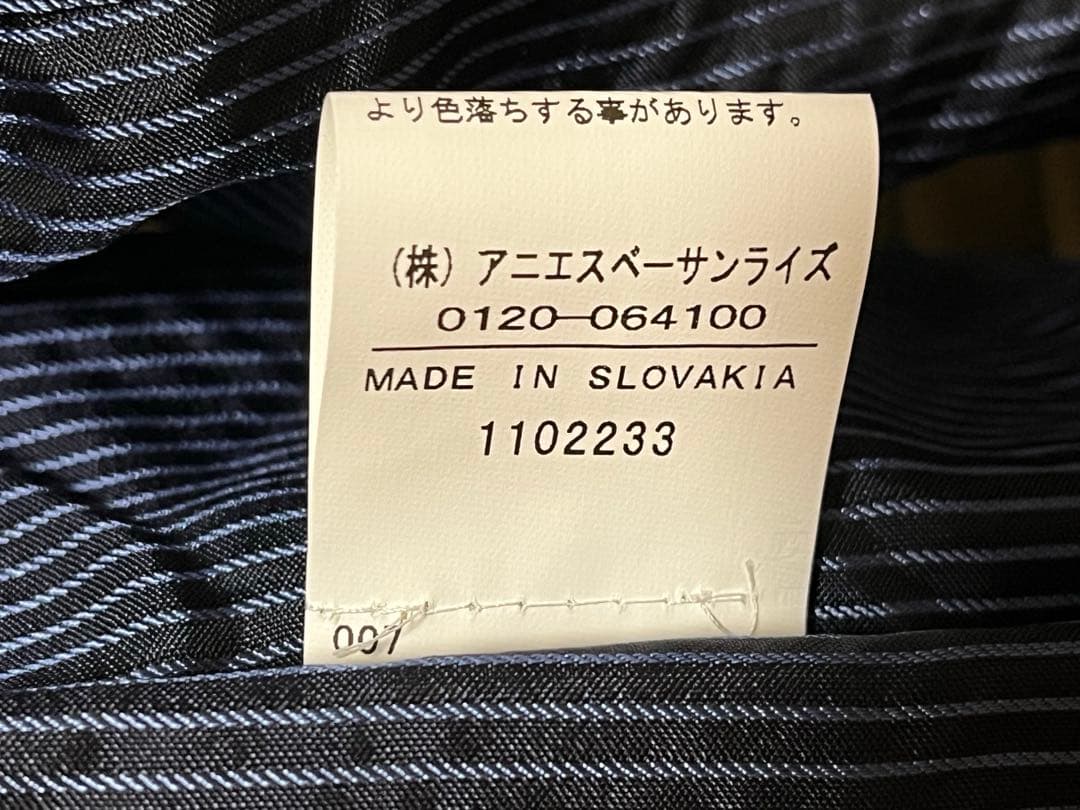 より色落ちする事があります。
（株）アニエスベーサンライズ
0120―064100
MADE IN SLOVAKIA
1102233
007